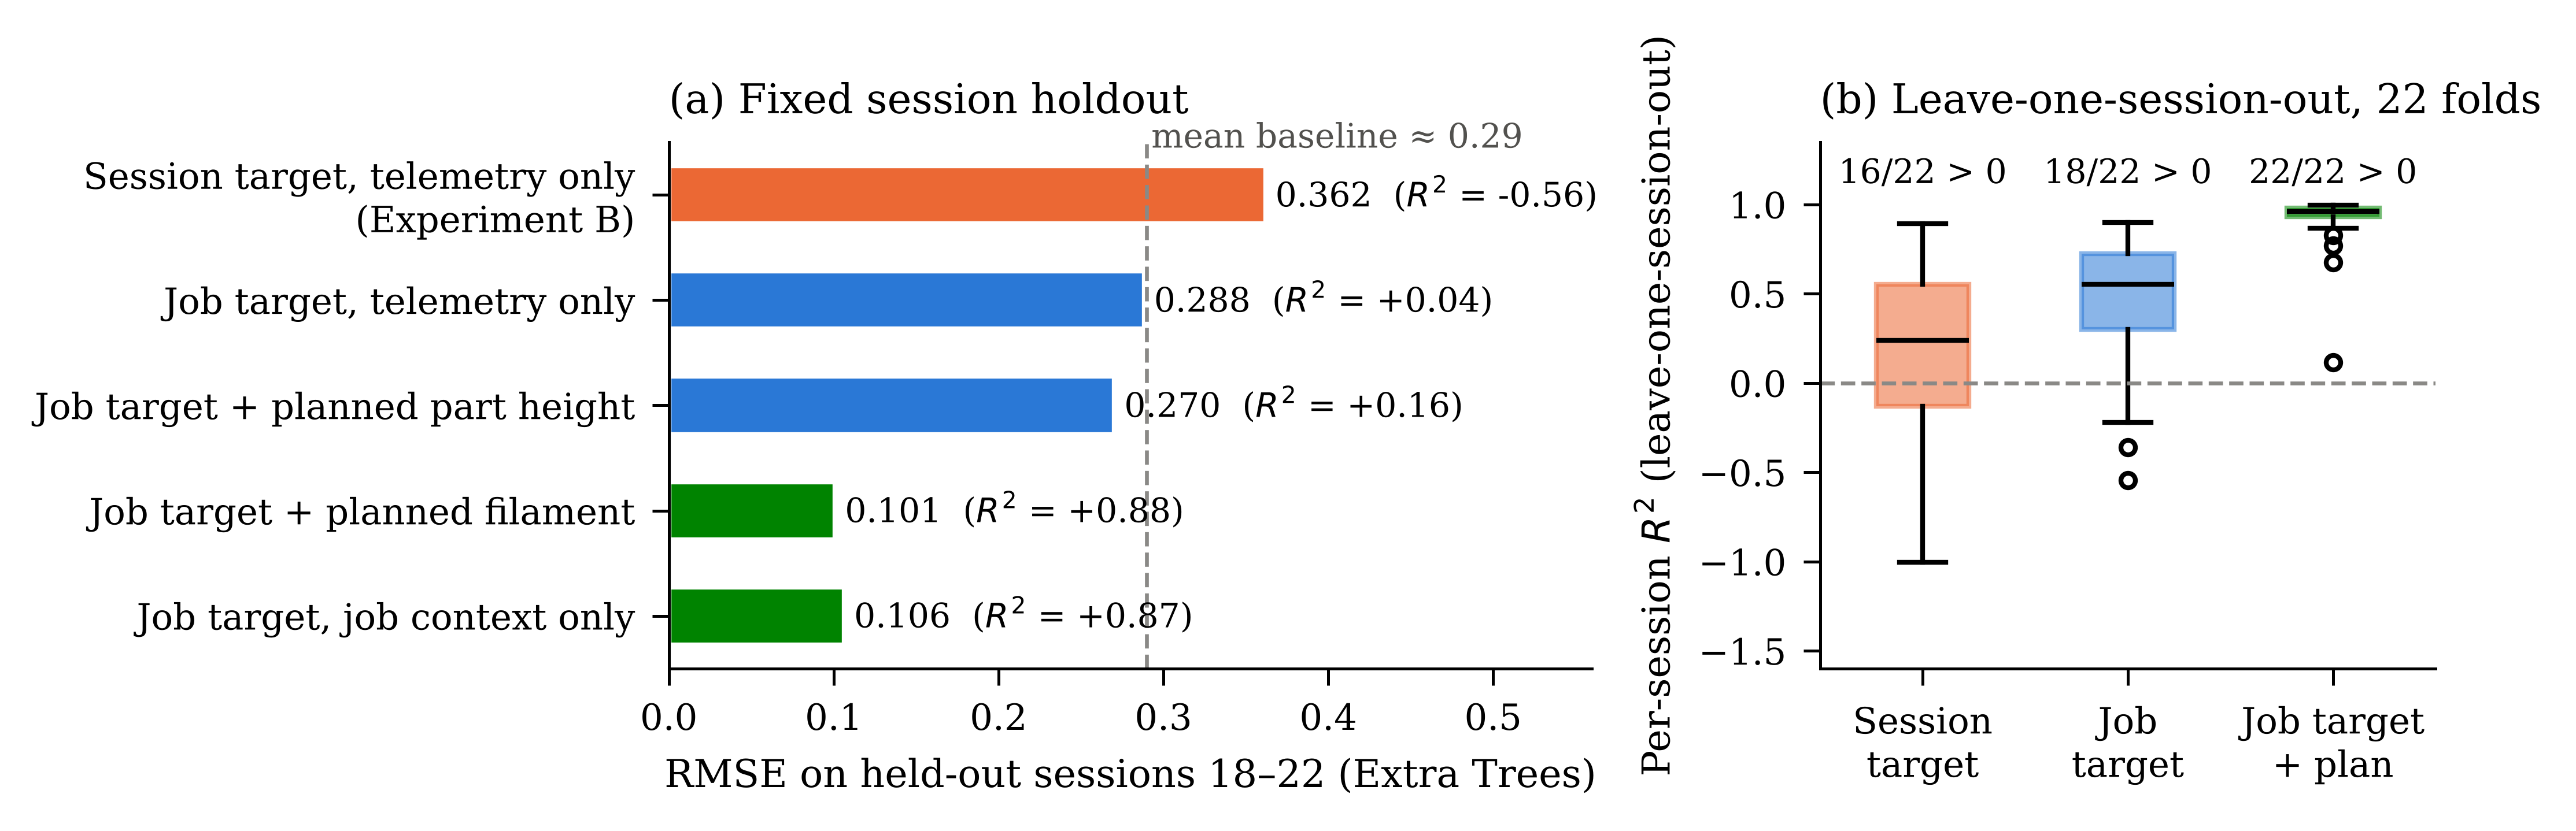 (a) Fixed session holdout
mean baseline ≈ 0.29
Session target, telemetry only
(Experiment B)
0.362 (R² = -0.56)
Job target, telemetry only
0.288 (R² = +0.04)
Job target + planned part height
0.270 (R² = +0.16)
Job target + planned filament
0.101 (R² = +0.88)
Job target, job context only
0.106 (R² = +0.87)
0.0 0.1 0.2 0.3 0.4 0.5
RMSE on held-out sessions 18–22 (Extra Trees)
(b) Leave-one-session-out, 22 folds
Per-session R² (leave-one-session-out)
16/22 > 0 18/22 > 0 22/22 > 0
1.0
0.5
0.0
−0.5
−1.0
−1.5
Session
target
Job
target
Job target
+ plan